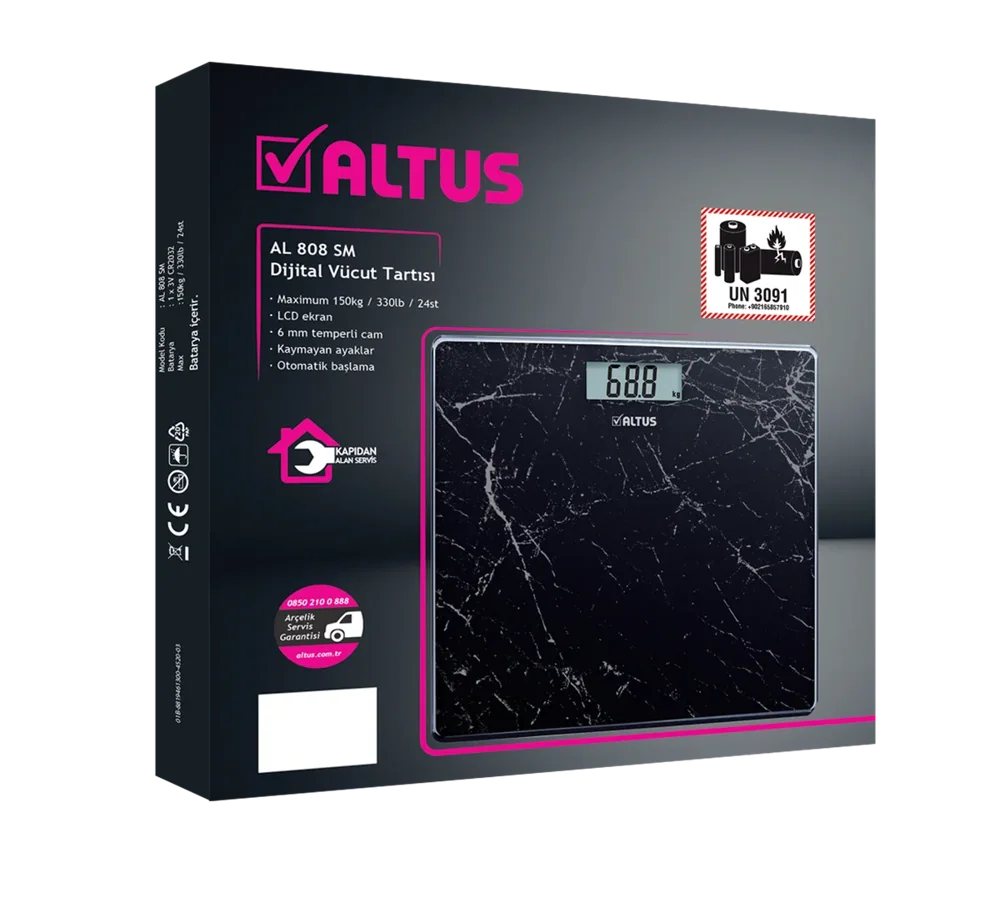 ALTUS
AL 808 SM
Dijital Vücut Tartısı
· Maximum 150kg / 330lb / 24st
· LCD ekran
· 6 mm temperli cam
· Kaymayan ayaklar
· Otomatik başlama
UN 3091
Phone: +902165857910
68.8 kg
ALTUS
KAPIDAN
ALAN SERVİS
0850 210 0 888
Arçelik
Servis
Garantisi
altus.com.tr
Model Kodu : AL 808 SM
Batarya : 1 x 3V CR2032
Max : 150kg / 330lb / 24st
Batarya içerir.
CE